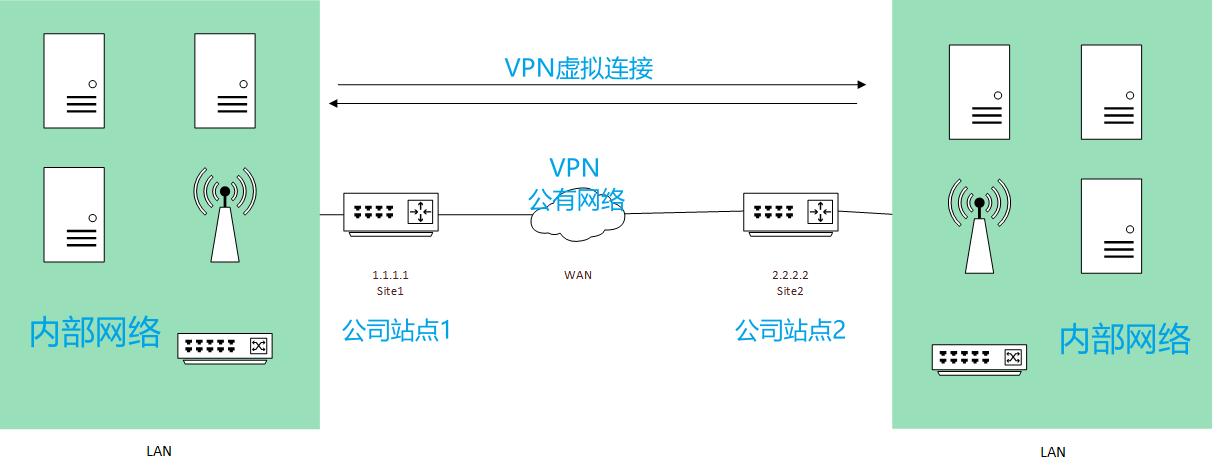 VPN虚拟连接
VPN
公有网络
1.1.1.1
Site1
WAN
2.2.2.2
Site2
公司站点1
公司站点2
内部网络
内部网络
LAN
LAN